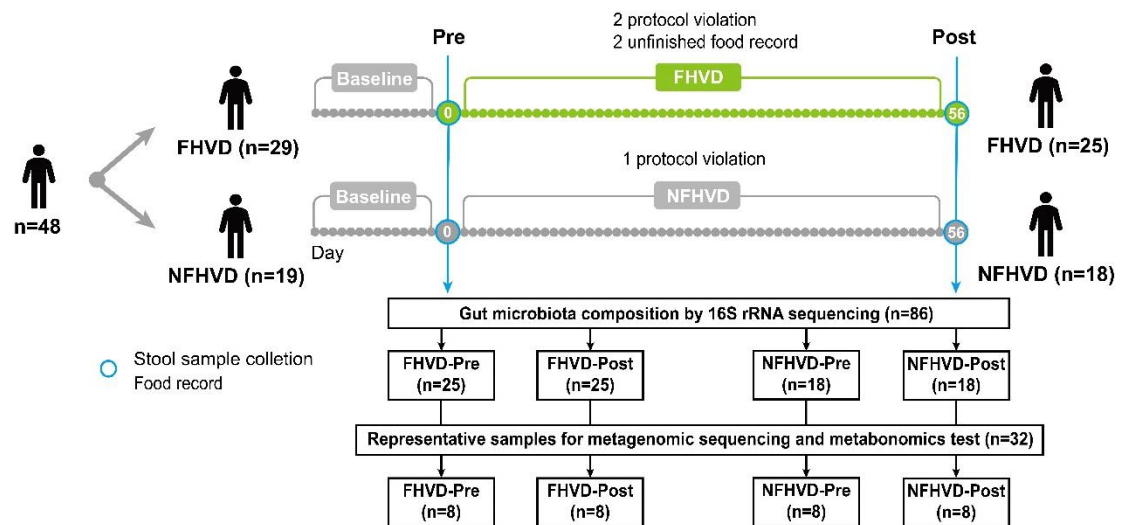 2 protocol violation
2 unfinished food record
Pre
Post
Baseline
FHVD
0
56
FHVD (n=29)
FHVD (n=25)
1 protocol violation
n=48
Baseline
NFHVD
0
56
Day
NFHVD (n=19)
NFHVD (n=18)
Gut microbiota composition by 16S rRNA sequencing (n=86)
Stool sample colletion
Food record
FHVD-Pre
(n=25)
FHVD-Post
(n=25)
NFHVD-Pre
(n=18)
NFHVD-Post
(n=18)
Representative samples for metagenomic sequencing and metabonomics test (n=32)
FHVD-Pre
(n=8)
FHVD-Post
(n=8)
NFHVD-Pre
(n=8)
NFHVD-Post
(n=8)